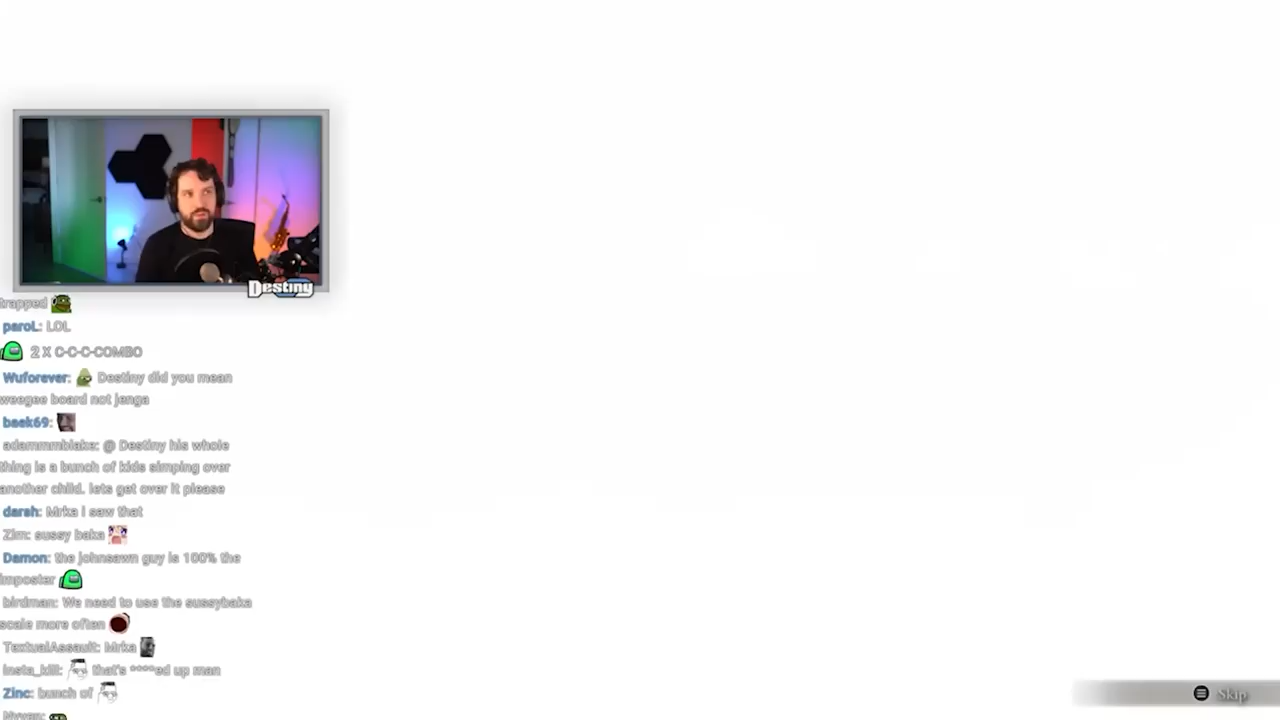 Destiny
trapped
paroL: LOL
2 X C-C-C-COMBO
Wuforever: Destiny did you mean
weegee board not jenga
baek69:
adammmblake: @ Destiny his whole
thing is a bunch of kids simping over
another child. lets get over it please
darsh: Mrka i saw that
Zim: sussy baka
Damon: the johnsawn guy is 100% the
imposter
birdman: We need to use the sussybaka
scale more often
TextualAssault: Mrka
insta_kill: that's ****ed up man
Zinc: bunch of
Skip